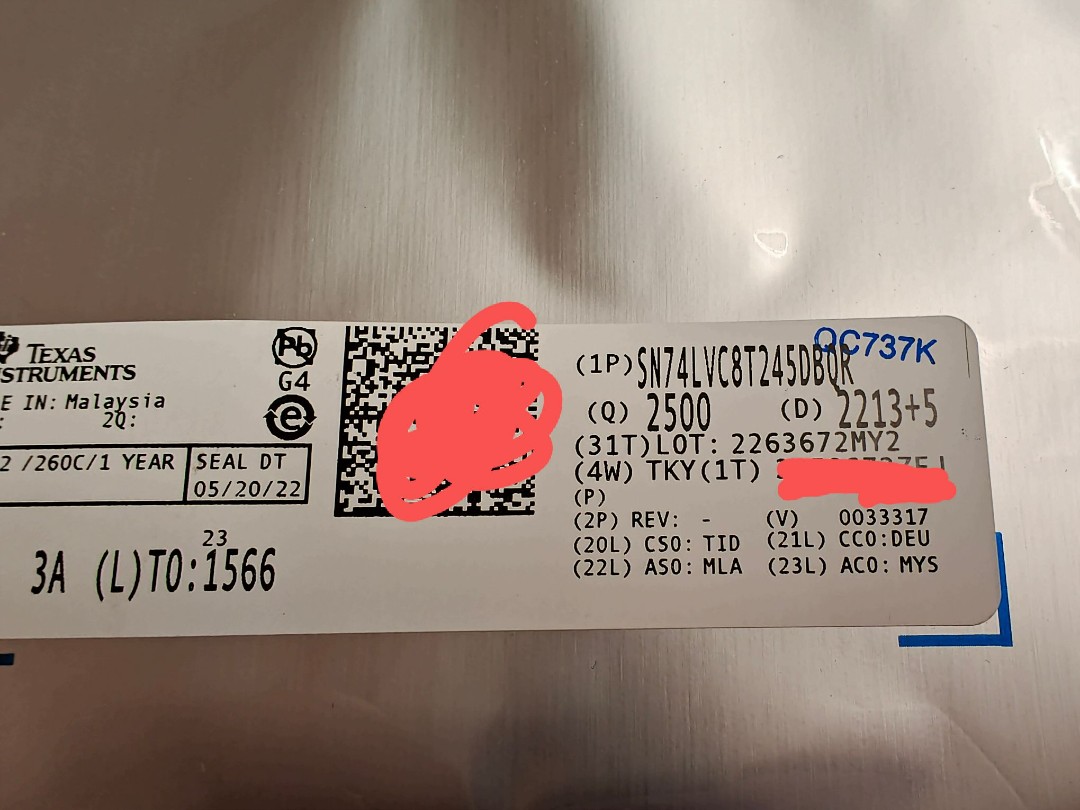 TEXAS
STRUMENTS
E IN: Malaysia
: 2Q:
2 /260C/1 YEAR
SEAL DT
05/20/22
Pb
G4
e
23
3A (L)TO:1566
QC737K
(1P) SN74LVC8T245DBQR
(Q) 2500 (D) 2213+5
(31T)LOT: 2263672MY2
(4W) TKY(1T)
(P)
(2P) REV: - (V) 0033317
(20L) CSO: TID (21L) CCO:DEU
(22L) ASO: MLA (23L) ACO: MYS